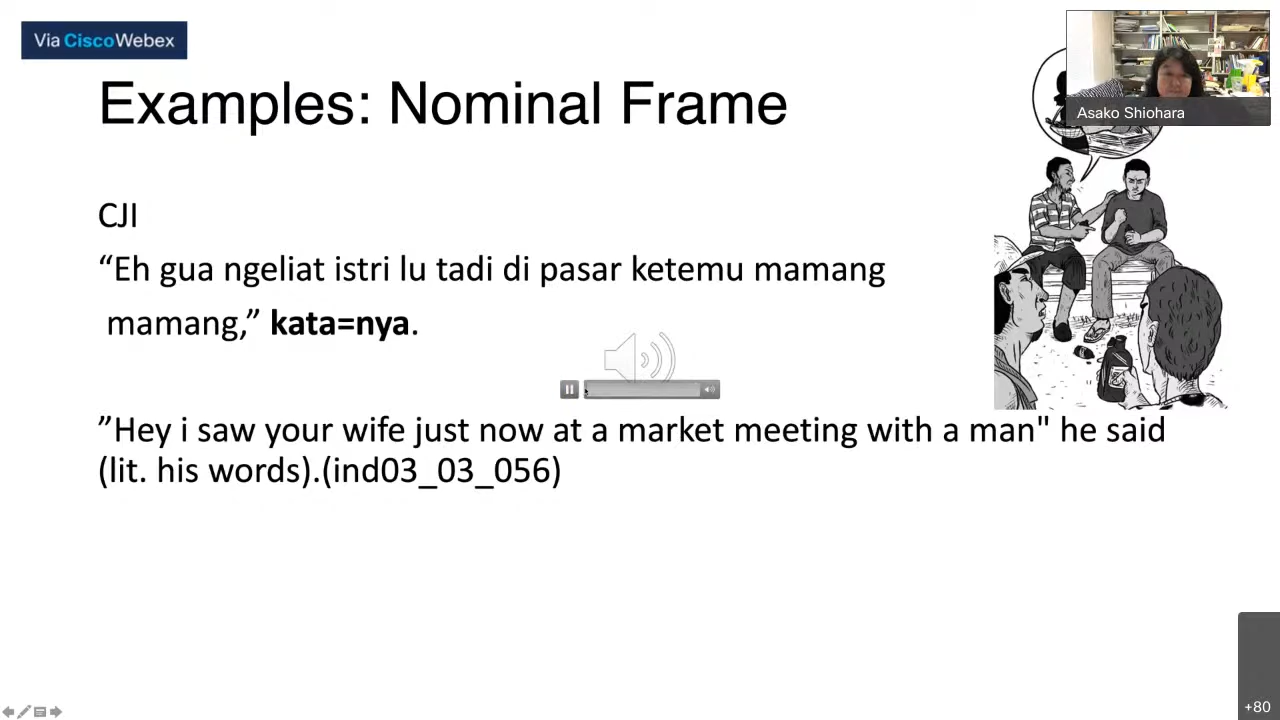 Via Cisco Webex
Asako Shiohara
Examples: Nominal Frame
CJI
“Eh gua ngeliat istri lu tadi di pasar ketemu mamang
mamang,” kata=nya.
”Hey i saw your wife just now at a market meeting with a man" he said
(lit. his words).(ind03_03_056)
+80